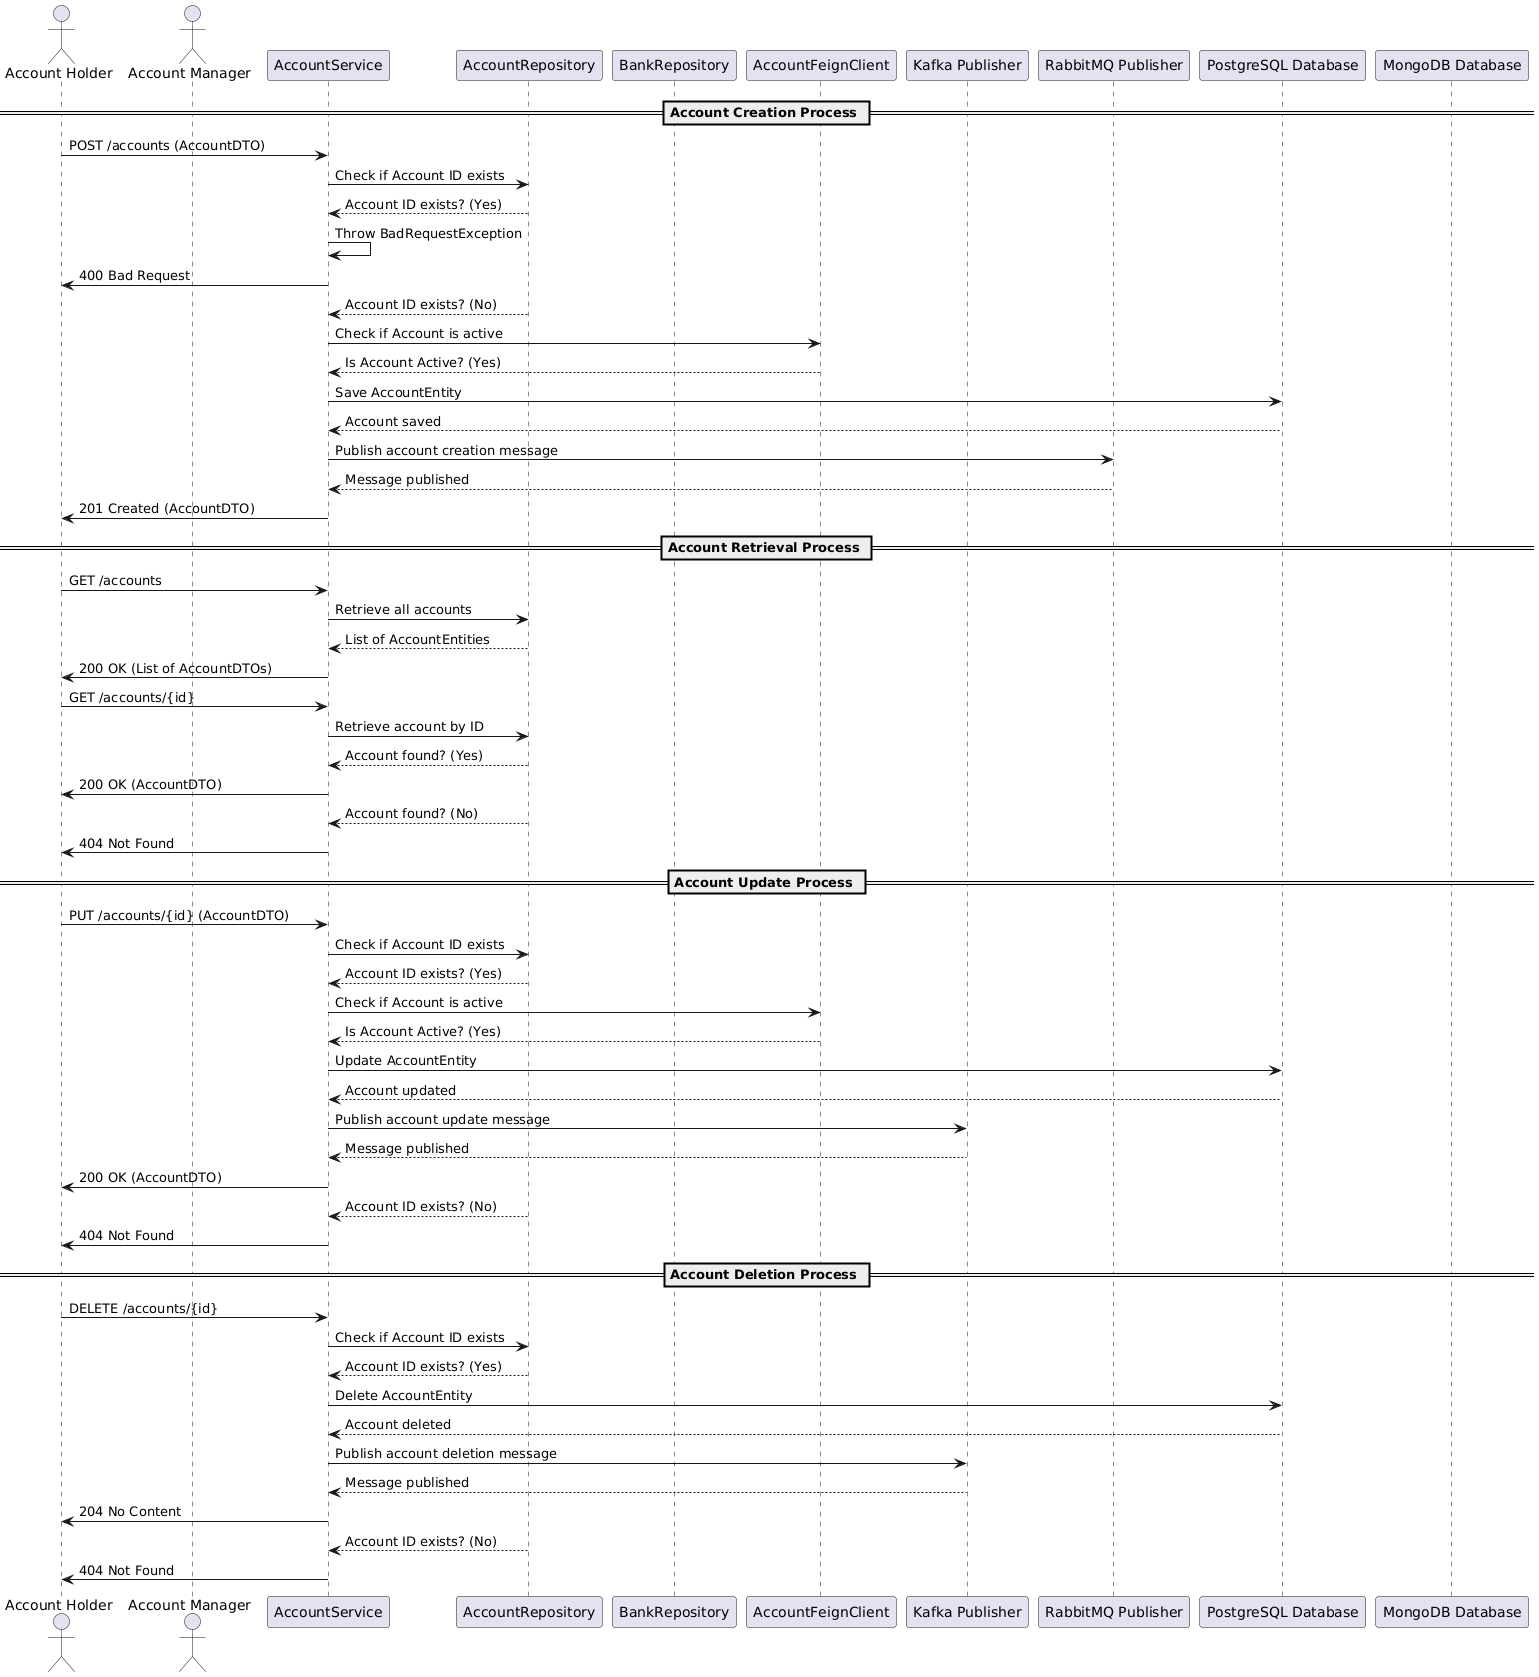 Account Holder
Account Manager
AccountService
AccountRepository
BankRepository
AccountFeignClient
Kafka Publisher
RabbitMQ Publisher
PostgreSQL Database
MongoDB Database
Account Creation Process
POST /accounts (AccountDTO)
Check if Account ID exists
Account ID exists? (Yes)
Throw BadRequestException
400 Bad Request
Account ID exists? (No)
Check if Account is active
Is Account Active? (Yes)
Save AccountEntity
Account saved
Publish account creation message
Message published
201 Created (AccountDTO)
Account Retrieval Process
GET /accounts
Retrieve all accounts
List of AccountEntities
200 OK (List of AccountDTOs)
GET /accounts/{id}
Retrieve account by ID
Account found? (Yes)
200 OK (AccountDTO)
Account found? (No)
404 Not Found
Account Update Process
PUT /accounts/{id} (AccountDTO)
Check if Account ID exists
Account ID exists? (Yes)
Check if Account is active
Is Account Active? (Yes)
Update AccountEntity
Account updated
Publish account update message
Message published
200 OK (AccountDTO)
Account ID exists? (No)
404 Not Found
Account Deletion Process
DELETE /accounts/{id}
Check if Account ID exists
Account ID exists? (Yes)
Delete AccountEntity
Account deleted
Publish account deletion message
Message published
204 No Content
Account ID exists? (No)
404 Not Found
Account Holder
Account Manager
AccountService
AccountRepository
BankRepository
AccountFeignClient
Kafka Publisher
RabbitMQ Publisher
PostgreSQL Database
MongoDB Database